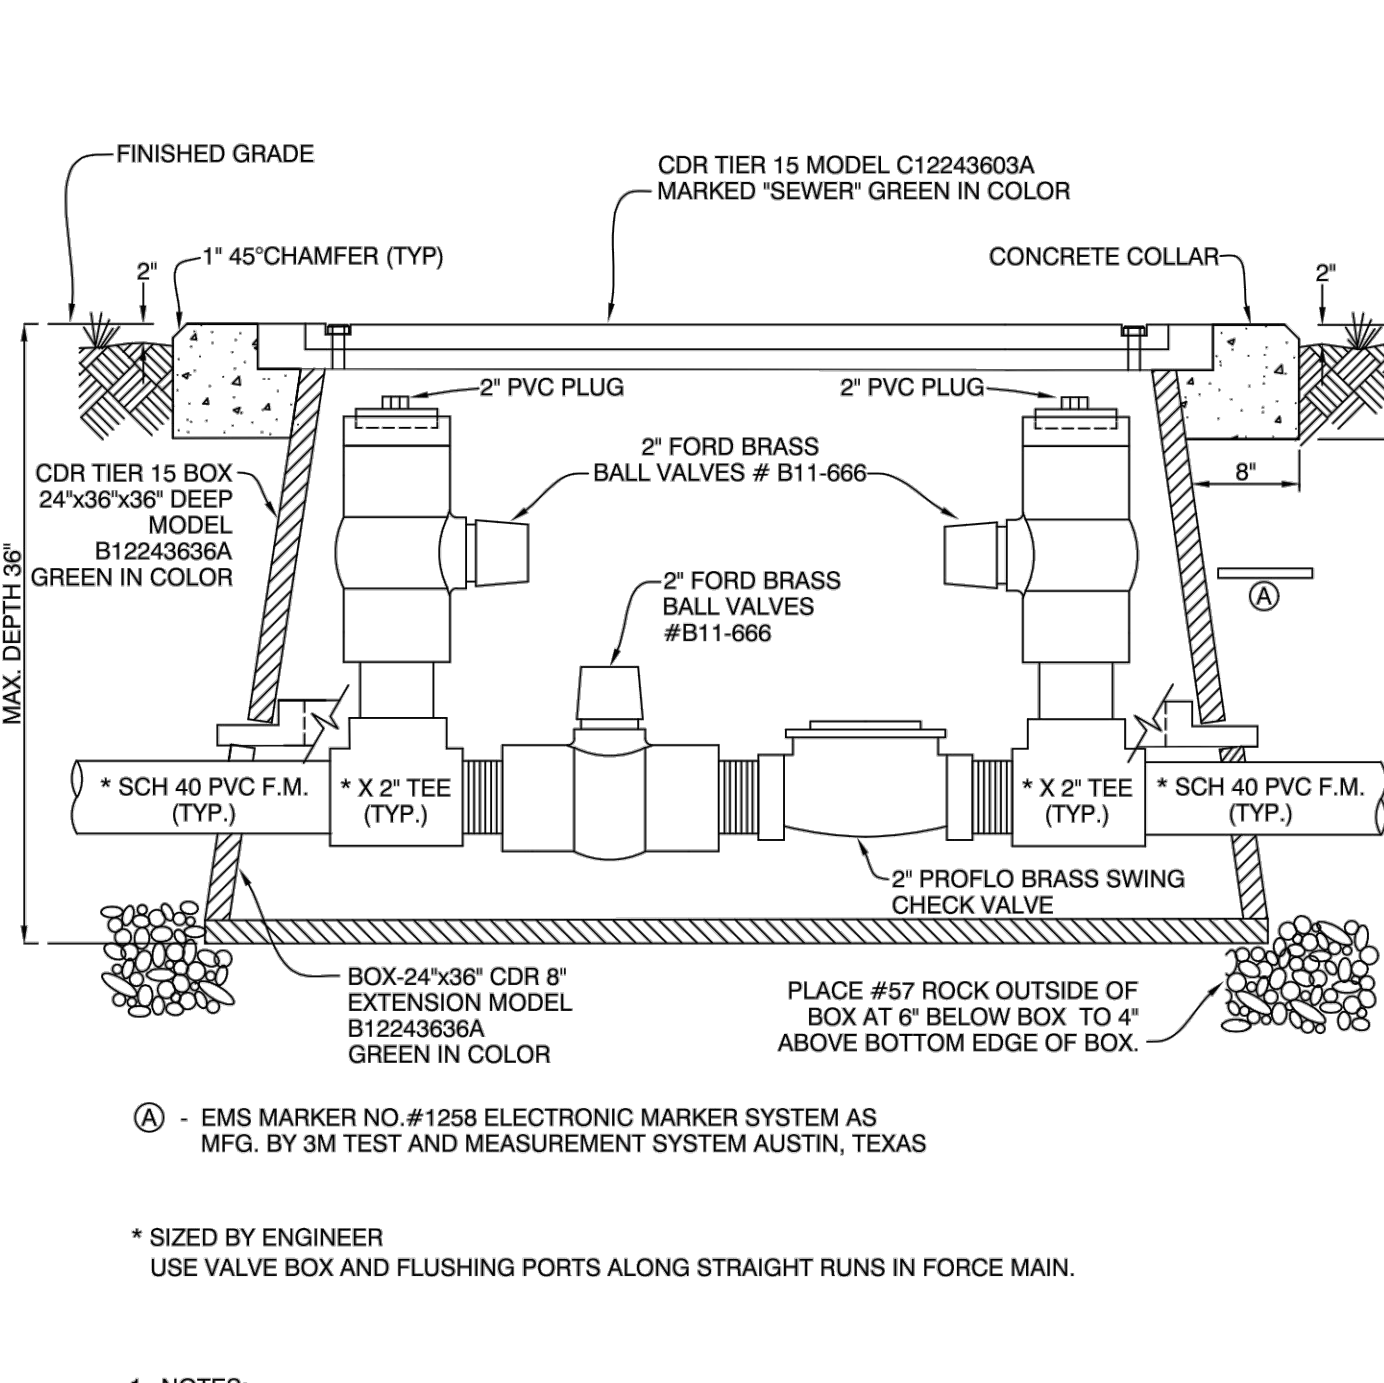 FINISHED GRADE
CDR TIER 15 MODEL C12243603A
MARKED "SEWER" GREEN IN COLOR
1" 45°CHAMFER (TYP)
CONCRETE COLLAR
2"
2"
2" PVC PLUG
2" PVC PLUG
2" FORD BRASS
BALL VALVES # B11-666
CDR TIER 15 BOX
24"x36"x36" DEEP
MODEL
B12243636A
GREEN IN COLOR
8"
MAX. DEPTH 36"
2" FORD BRASS
BALL VALVES
#B11-666
A
* SCH 40 PVC F.M.
(TYP.)
* X 2" TEE
(TYP.)
* X 2" TEE
(TYP.)
* SCH 40 PVC F.M.
(TYP.)
2" PROFLO BRASS SWING
CHECK VALVE
BOX-24"x36" CDR 8"
EXTENSION MODEL
B12243636A
GREEN IN COLOR
PLACE #57 ROCK OUTSIDE OF
BOX AT 6" BELOW BOX TO 4"
ABOVE BOTTOM EDGE OF BOX.
A - EMS MARKER NO.#1258 ELECTRONIC MARKER SYSTEM AS
MFG. BY 3M TEST AND MEASUREMENT SYSTEM AUSTIN, TEXAS
* SIZED BY ENGINEER
USE VALVE BOX AND FLUSHING PORTS ALONG STRAIGHT RUNS IN FORCE MAIN.